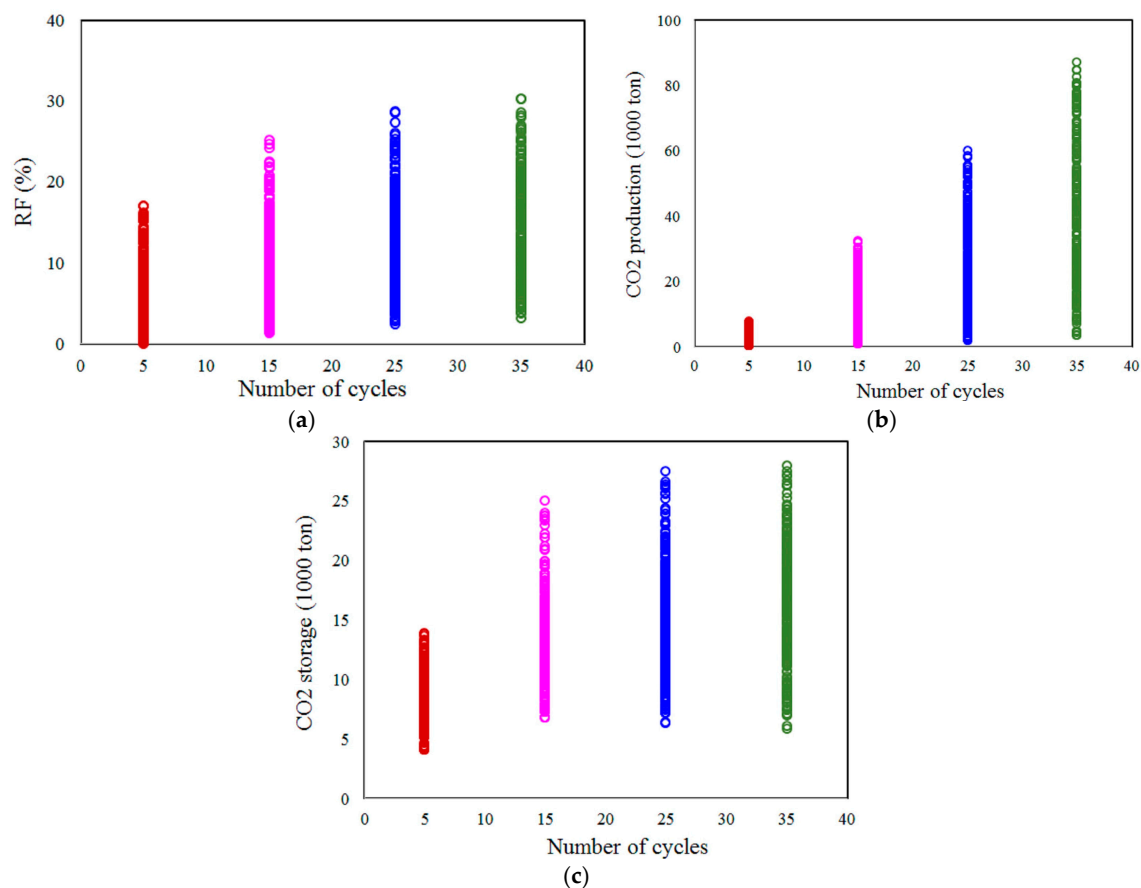 40
30
20
10
0
RF (%)
0 5 10 15 20 25 30 35 40
Number of cycles
(a)
100
80
60
40
20
0
CO2 production (1000 ton)
0 5 10 15 20 25 30 35 40
Number of cycles
(b)
30
25
20
15
10
5
0
CO2 storage (1000 ton)
0 5 10 15 20 25 30 35 40
Number of cycles
(c)